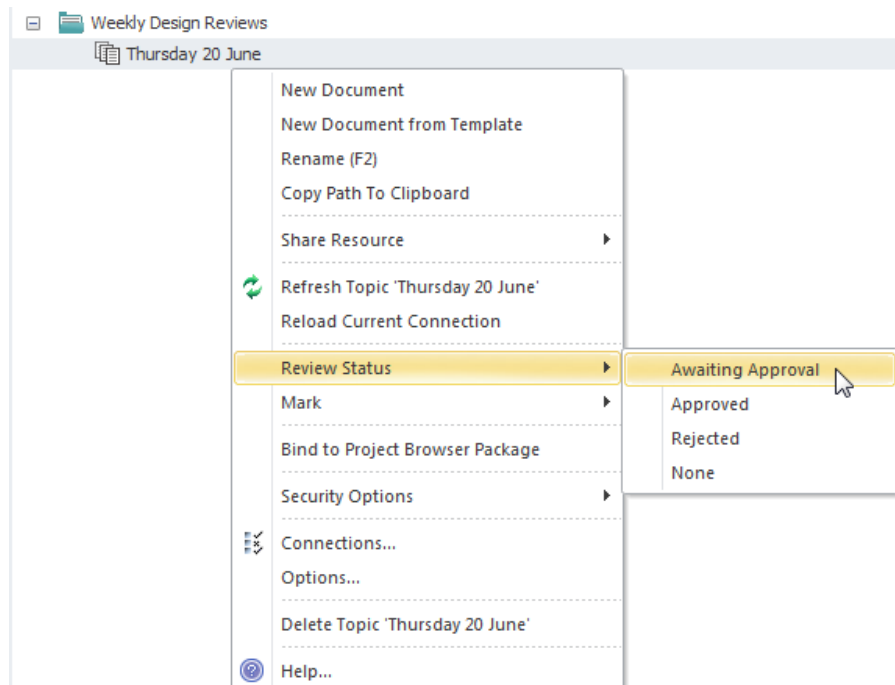 Weekly Design Reviews
Thursday 20 June
New Document
New Document from Template
Rename (F2)
Copy Path To Clipboard
Share Resource
Refresh Topic 'Thursday 20 June'
Reload Current Connection
Review Status
Awaiting Approval
Mark
Approved
Rejected
Bind to Project Browser Package
None
Security Options
Connections...
Options...
Delete Topic 'Thursday 20 June'
Help...